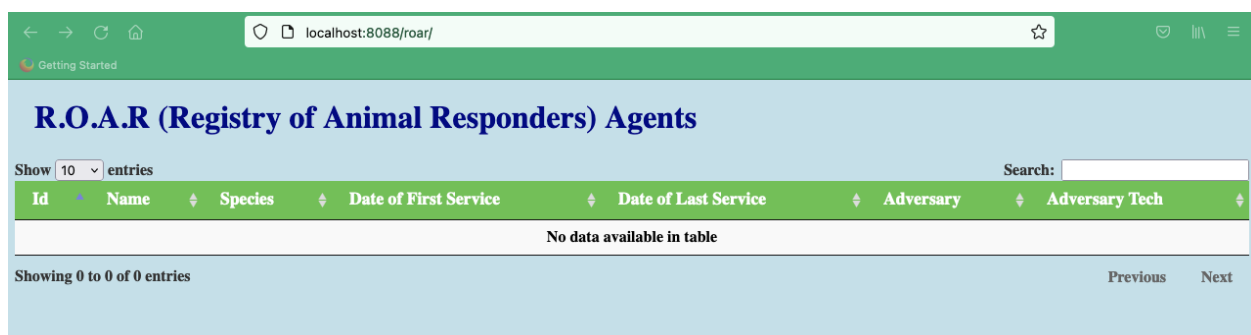 localhost:8088/roar/
Getting Started
R.O.A.R (Registry of Animal Responders) Agents
Show 10 entries Search:
Id Name Species Date of First Service Date of Last Service Adversary Adversary Tech
No data available in table
Showing 0 to 0 of 0 entries Previous Next